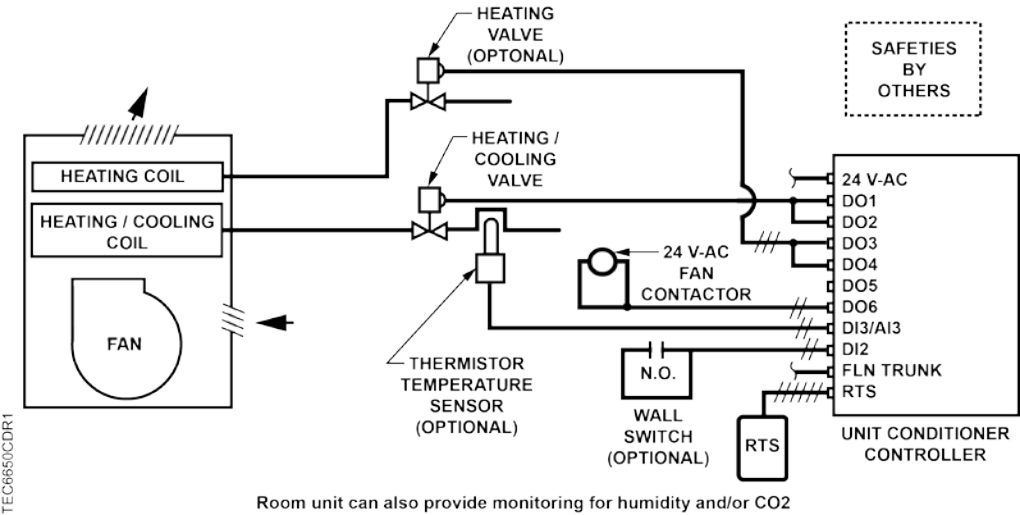 HEATING
VALVE
(OPTONAL)
SAFETIES
BY
OTHERS
HEATING /
COOLING
VALVE
HEATING COIL
HEATING / COOLING
COIL
FAN
24 V-AC
FAN
CONTACTOR
THERMISTOR
TEMPERATURE
SENSOR
(OPTIONAL)
N.O.
WALL
SWITCH
(OPTIONAL)
RTS
24 V-AC
DO1
DO2
DO3
DO4
DO5
DO6
DI3/AI3
DI2
FLN TRUNK
RTS
UNIT CONDITIONER
CONTROLLER
TEC6650CDR1
Room unit can also provide monitoring for humidity and/or CO2